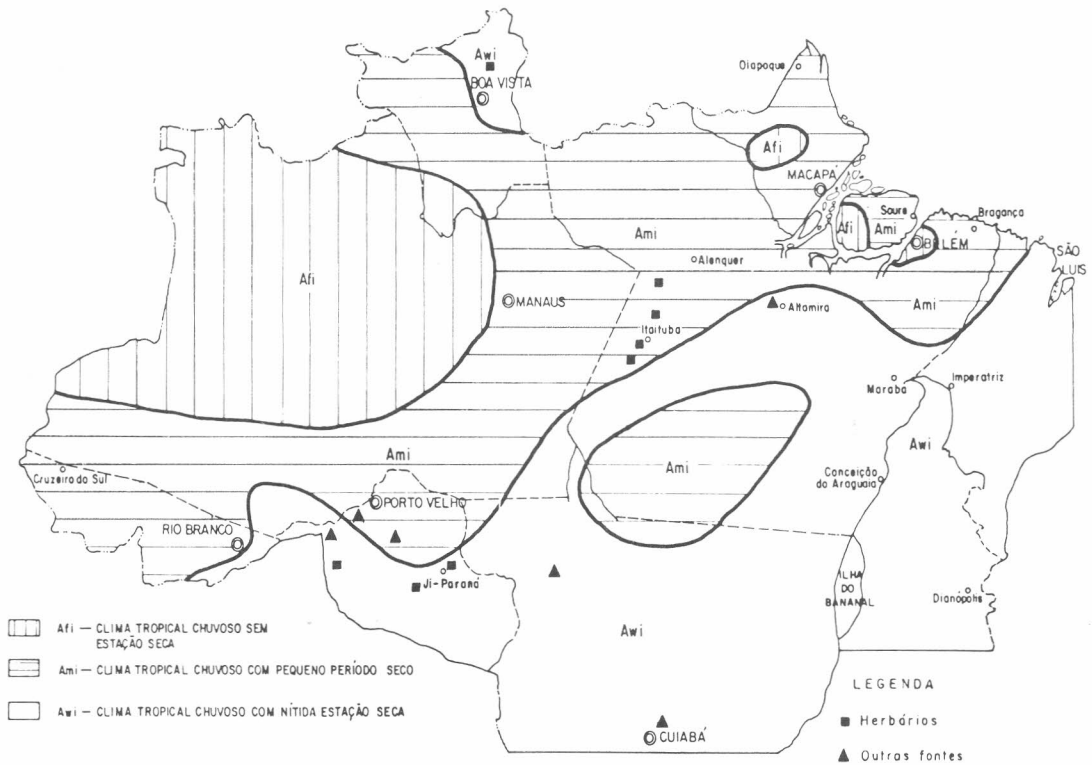 Awi
BOA VISTA
Oiapoque
Afi
MACAPÁ
Soure
Bragança
Afi
Ami
BELÉM
SÃO
LUIS
Ami
Alenquer
Afi
MANAUS
Altamira
Ami
Itaituba
Marabá
Imperatriz
Awi
Ami
Ami
Cruzeiro do Sul
Conceição
do Araguaia
PORTO VELHO
RIO BRANCO
Ji-Paraná
ILHA
DO
BANANAL
Dianópolis
Awi
CUIABÁ
Afi — CLIMA TROPICAL CHUVOSO SEM
ESTAÇÃO SECA
Ami — CLIMA TROPICAL CHUVOSO COM PEQUENO PERÍODO SECO
Awi — CLIMA TROPICAL CHUVOSO COM NÍTIDA ESTAÇÃO SECA
LEGENDA
Herbários
Outras fontes